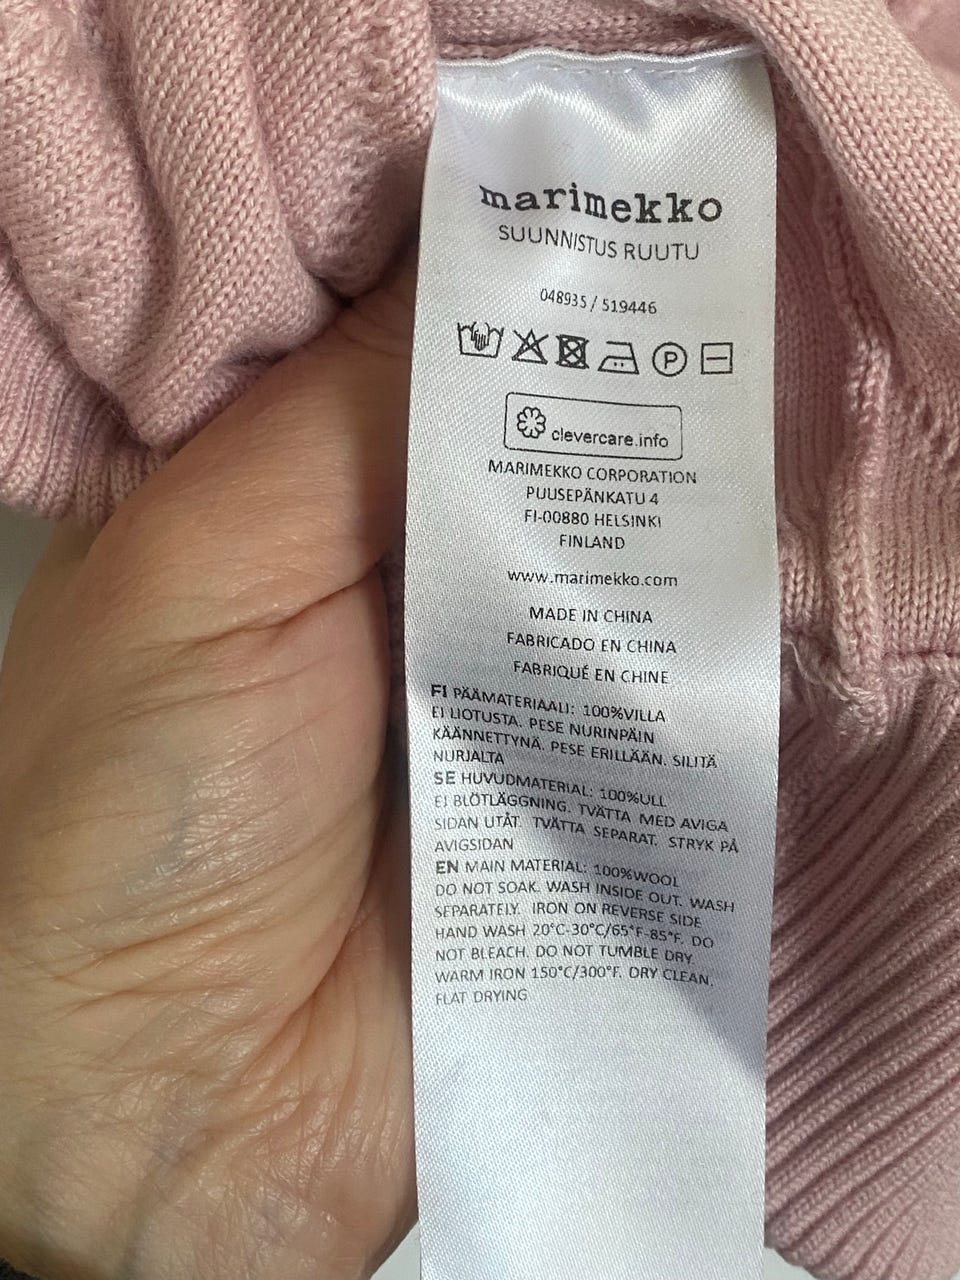 marimekko
SUUNNISTUS RUUTU
048935 / 519446
P
clevercare.info
MARIMEKKO CORPORATION
PUUSEPÄNKATU 4
FI-00880 HELSINKI
FINLAND
www.marimekko.com
MADE IN CHINA
FABRICADO EN CHINA
FABRIQUÉ EN CHINE
FI PÄÄMATERIAALI: 100%VILLA
EI LIOTUSTA. PESE NURINPÄIN
KÄÄNNETTYNÄ. PESE ERILLÄÄN. SILITÄ
NURJALTA
SE HUVUDMATERIAL: 100%ULL
EJ BLÖTLÄGGNING. TVÄTTA MED AVIGA
SIDAN UTÅT. TVÄTTA SEPARAT. STRYK PÅ
AVIGSIDAN
EN MAIN MATERIAL: 100%WOOL
DO NOT SOAK. WASH INSIDE OUT. WASH
SEPARATELY. IRON ON REVERSE SIDE
HAND WASH 20°C-30°C/65°F-85°F. DO
NOT BLEACH. DO NOT TUMBLE DRY.
WARM IRON 150°C/300°F. DRY CLEAN.
FLAT DRYING